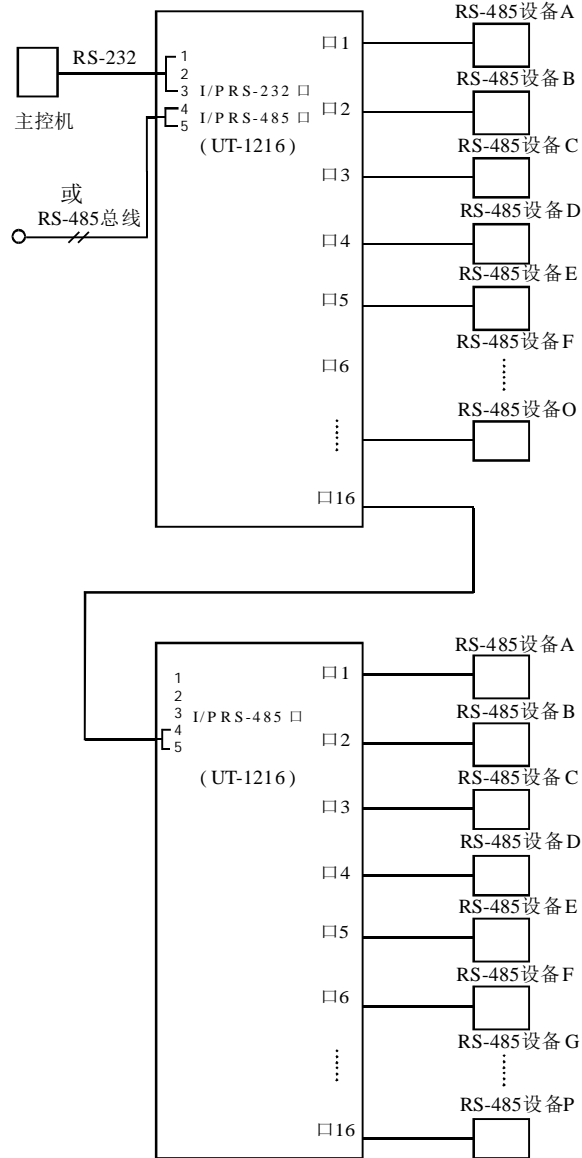 RS-485设备A
口1
RS-232
1
2
3 I/PRS-232 口
主控机
RS-485设备B
口2
4
5 I/PRS-485 口
(UT-1216)
RS-485设备C
口3
或
RS-485总线
RS-485设备D
口4
RS-485设备E
口5
RS-485设备F
口6
RS-485设备O
口16
RS-485设备A
口1
1
2
3 I/PRS-485 口
4
5
RS-485设备B
口2
(UT-1216)
RS-485设备C
口3
RS-485设备D
口4
RS-485设备E
口5
RS-485设备F
口6
RS-485设备G
RS-485设备P
口16